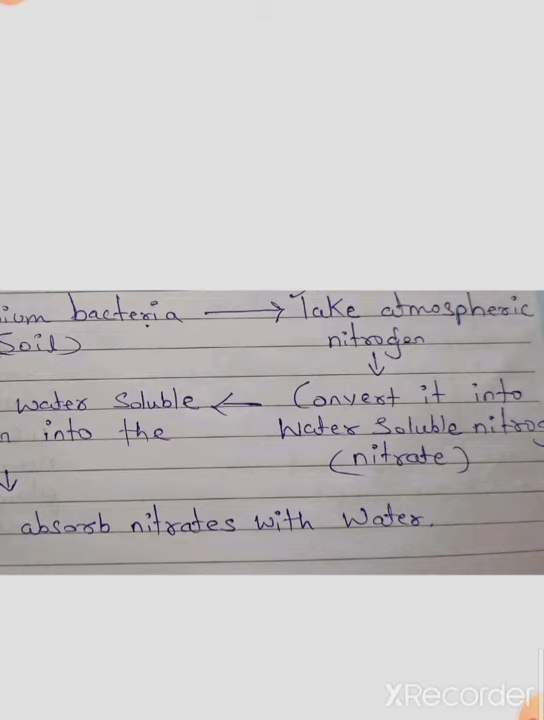 ium bacteria → Take atmospheric
Soil) nitrogen
↓
Water Soluble ← Convert it into
n into the Water Soluble nitrog
(nitrate)
↓
absorb nitrates with Water.
XRecorder